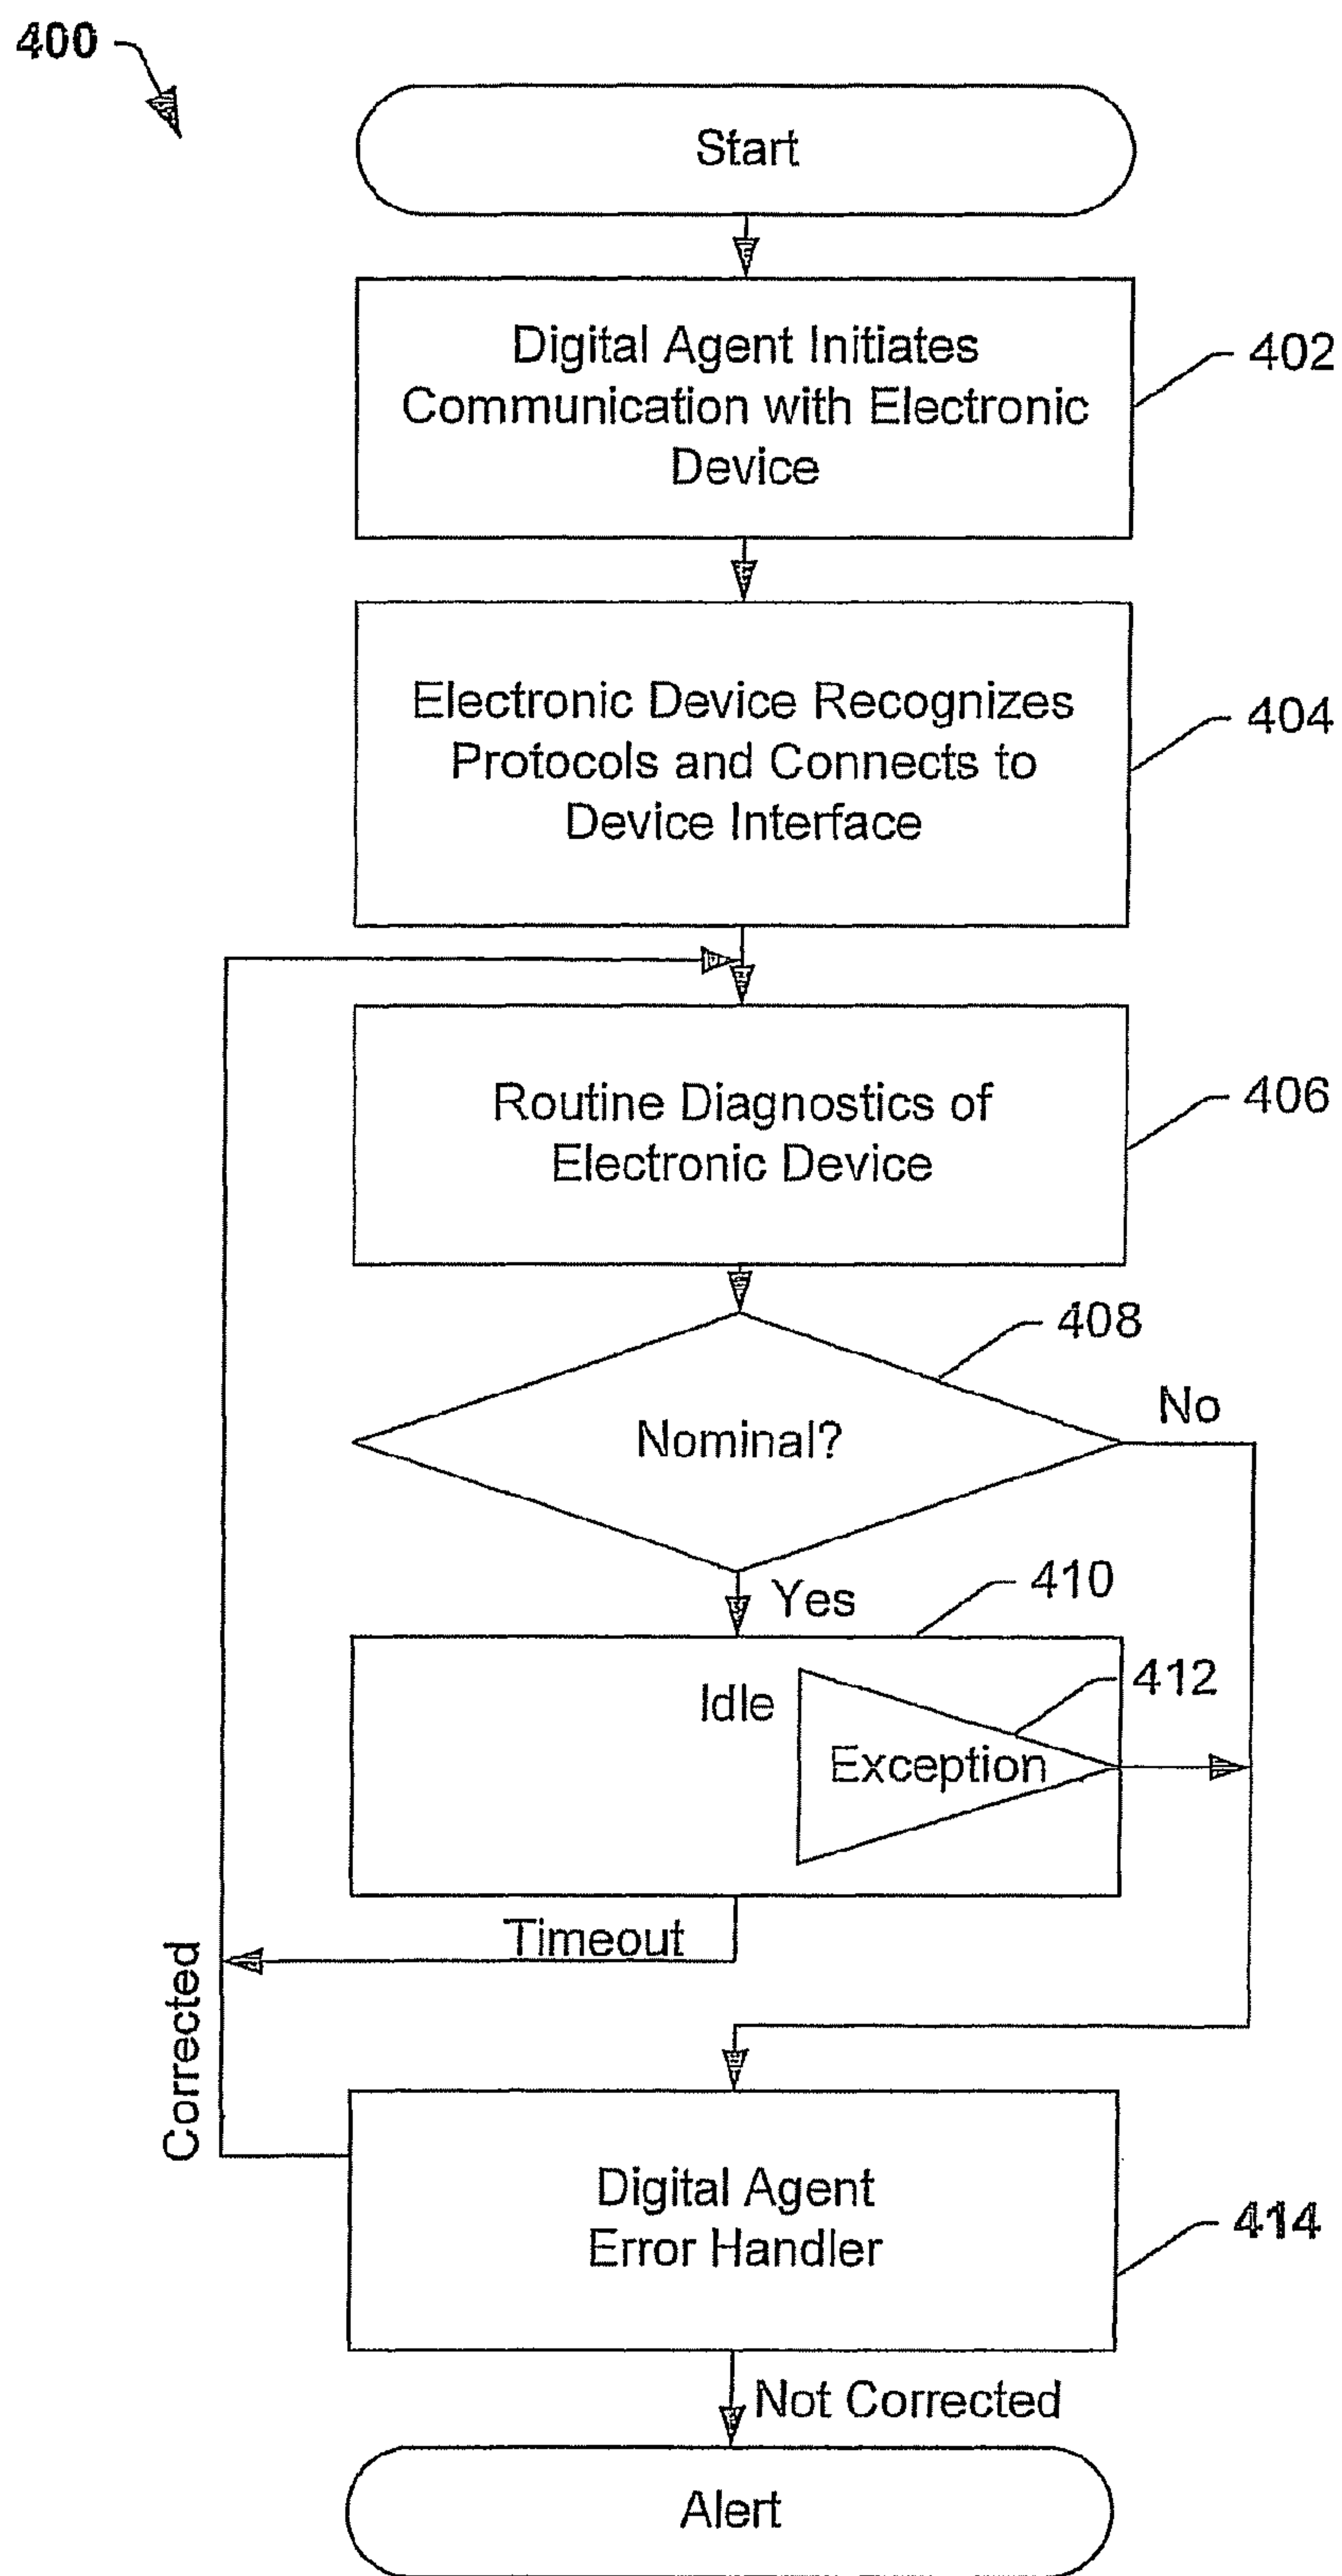 400
Start
Digital Agent Initiates
Communication with Electronic
Device
402
Electronic Device Recognizes
Protocols and Connects to
Device Interface
404
Routine Diagnostics of
Electronic Device
406
408
Nominal?
No
Yes
410
Idle
412
Exception
Timeout
Corrected
Digital Agent
Error Handler
414
Not Corrected
Alert